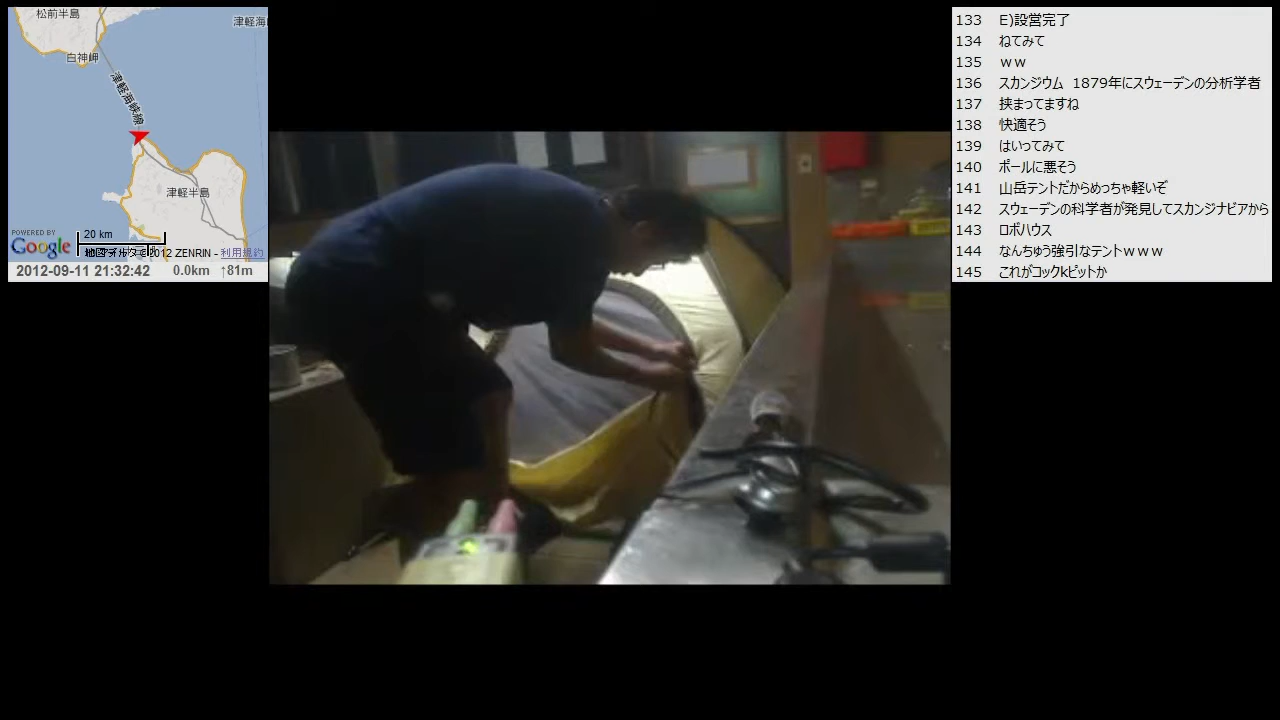 松前半島
津軽海
白神岬
津軽海峡線
津軽半島
POWERED BY
Google
20 km
2012 ZENRIN - 利用規約
2012-09-11 21:32:42 0.0km ↑81m
133 E)設営完了
134 ねてみて
135 ｗｗ
136 スカンジウム 1879年にスウェーデンの分析学者
137 挟まってますね
138 快適そう
139 はいってみて
140 ポールに悪そう
141 山岳テントだからめっちゃ軽いぞ
142 スウェーデンの科学者が発見してスカンジナビアから
143 ロボハウス
144 なんちゅう強引なテントｗｗｗ
145 これがコックkピットか